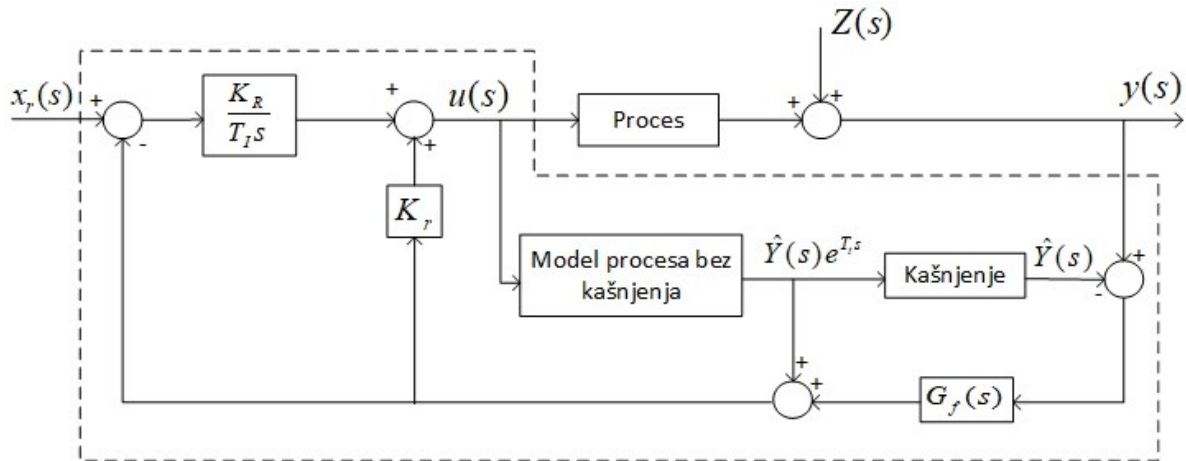 Z(s)
x_r(s)
+
-
K_R
T_I s
+
+
u(s)
Proces
+
+
y(s)
K_r
Model procesa bez
kašnjenja
Ŷ(s)e^{T_t s}
Kašnjenje
Ŷ(s)
+
-
+
+
G_f(s)